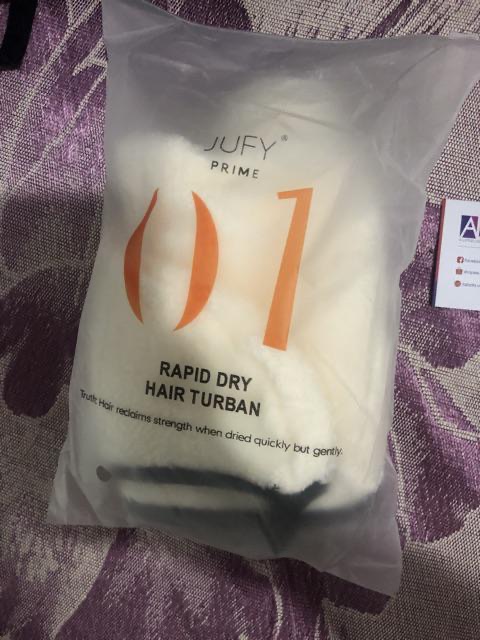 JUFY®
PRIME
01
RAPID DRY
HAIR TURBAN
Truth: Hair reclaims strength when dried quickly but gently.